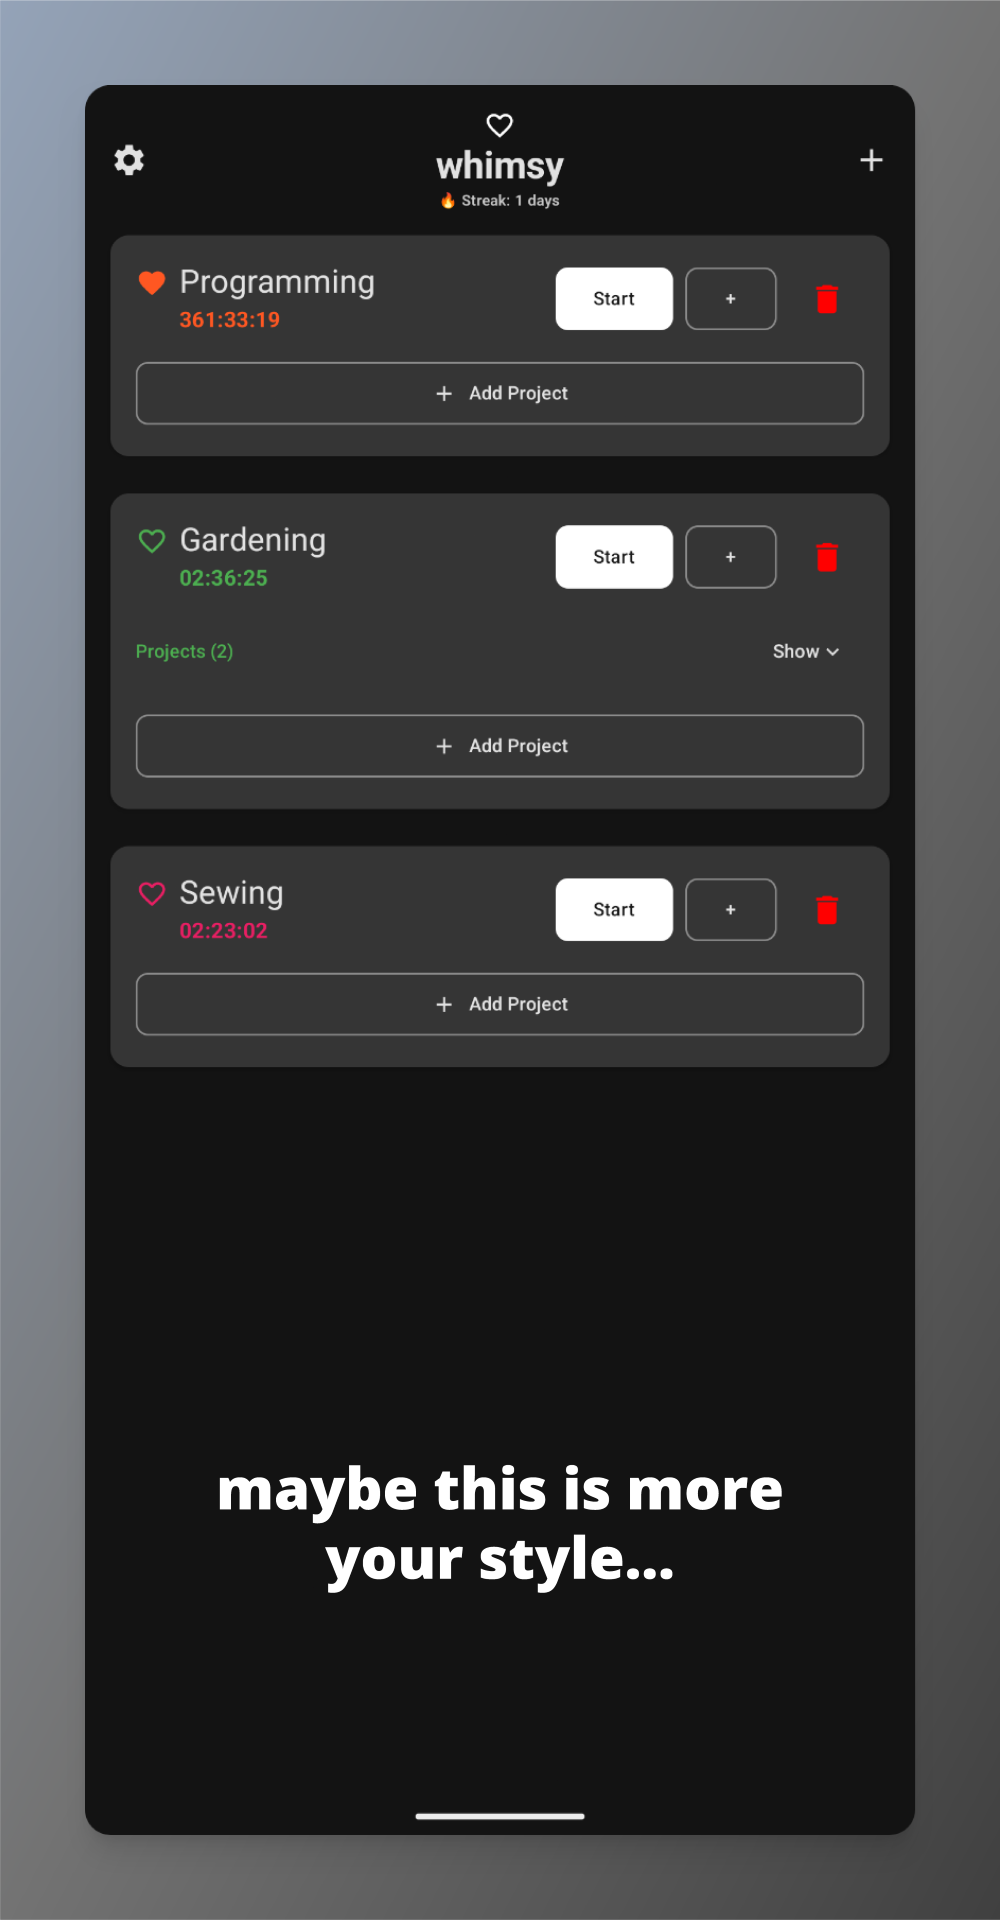 whimsy
🔥 Streak: 1 days
Programming
361:33:19
Start
+
+ Add Project
Gardening
02:36:25
Start
+
Projects (2)
Show
+ Add Project
Sewing
02:23:02
Start
+
+ Add Project
maybe this is more
your style...